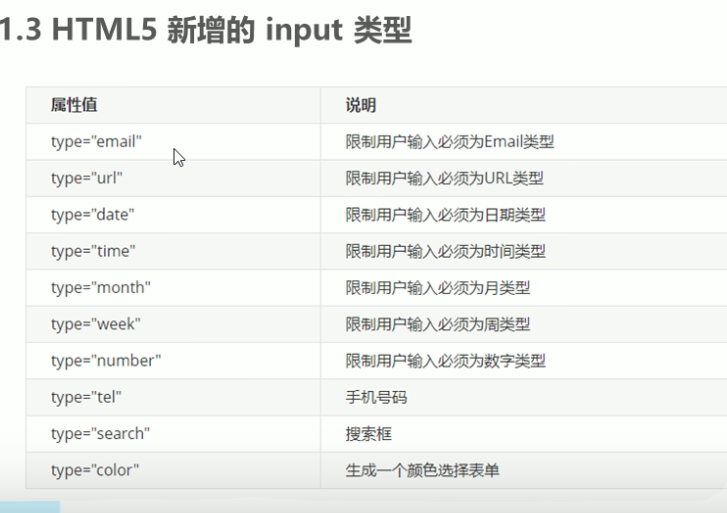 1.3 HTML5 新增的 input 类型
属性值 说明
type="email" 限制用户输入必须为Email类型
type="url" 限制用户输入必须为URL类型
type="date" 限制用户输入必须为日期类型
type="time" 限制用户输入必须为时间类型
type="month" 限制用户输入必须为月类型
type="week" 限制用户输入必须为周类型
type="number" 限制用户输入必须为数字类型
type="tel" 手机号码
type="search" 搜索框
type="color" 生成一个颜色选择表单